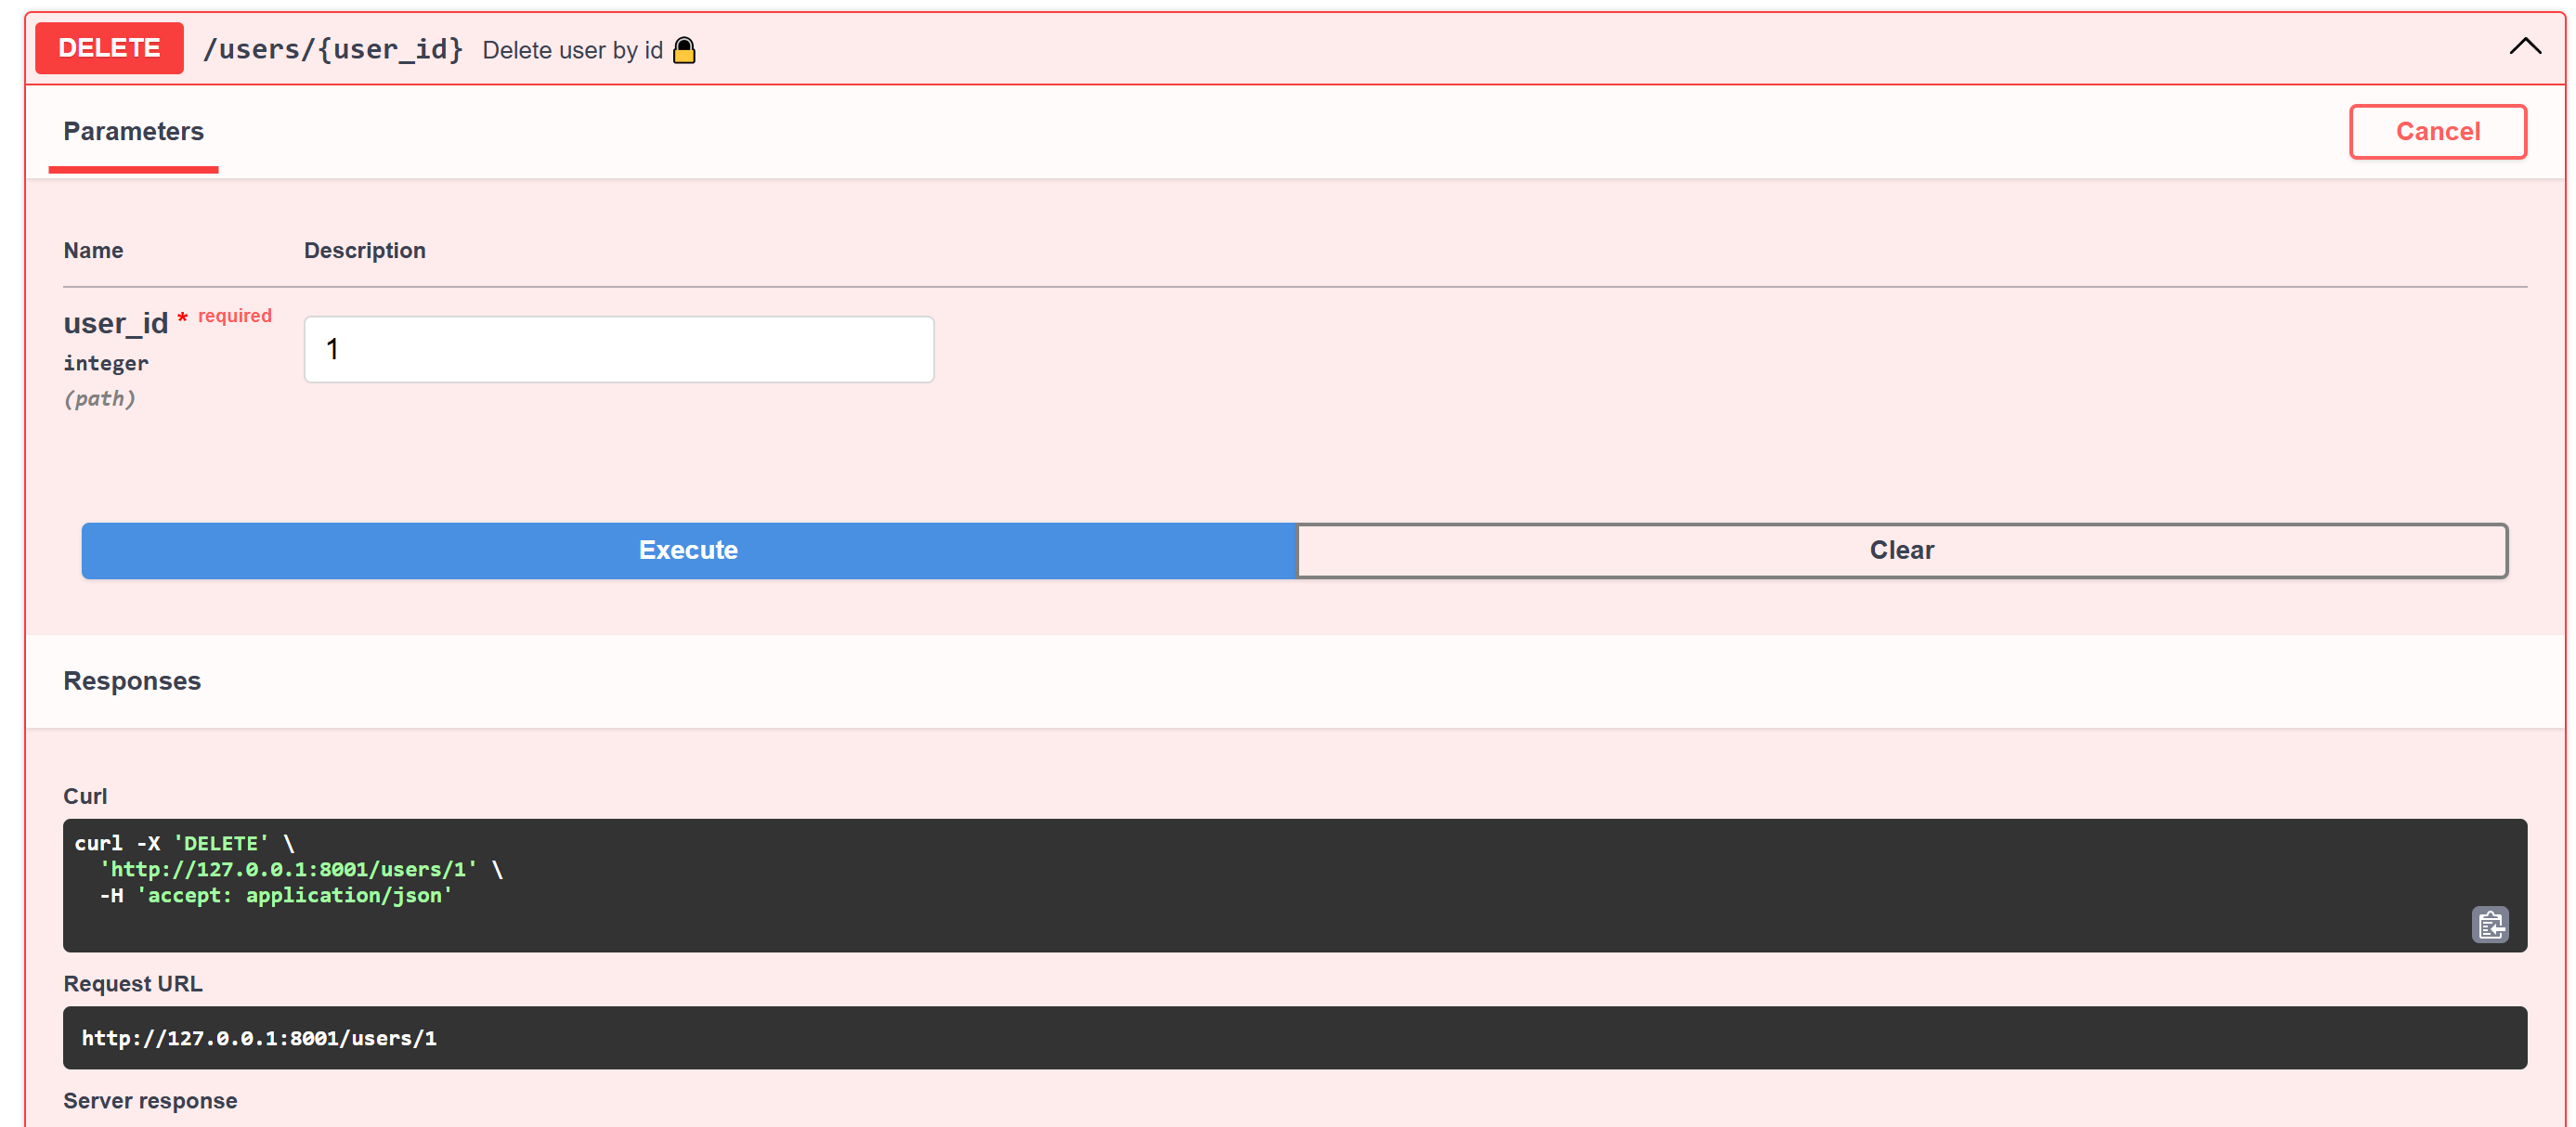 DELETE /users/{user_id} Delete user by id
Parameters Cancel
Name Description
user_id * required 1
integer
(path)
Execute Clear
Responses
Curl
curl -X 'DELETE' \
  'http://127.0.0.1:8001/users/1' \
  -H 'accept: application/json'
Request URL
http://127.0.0.1:8001/users/1
Server response